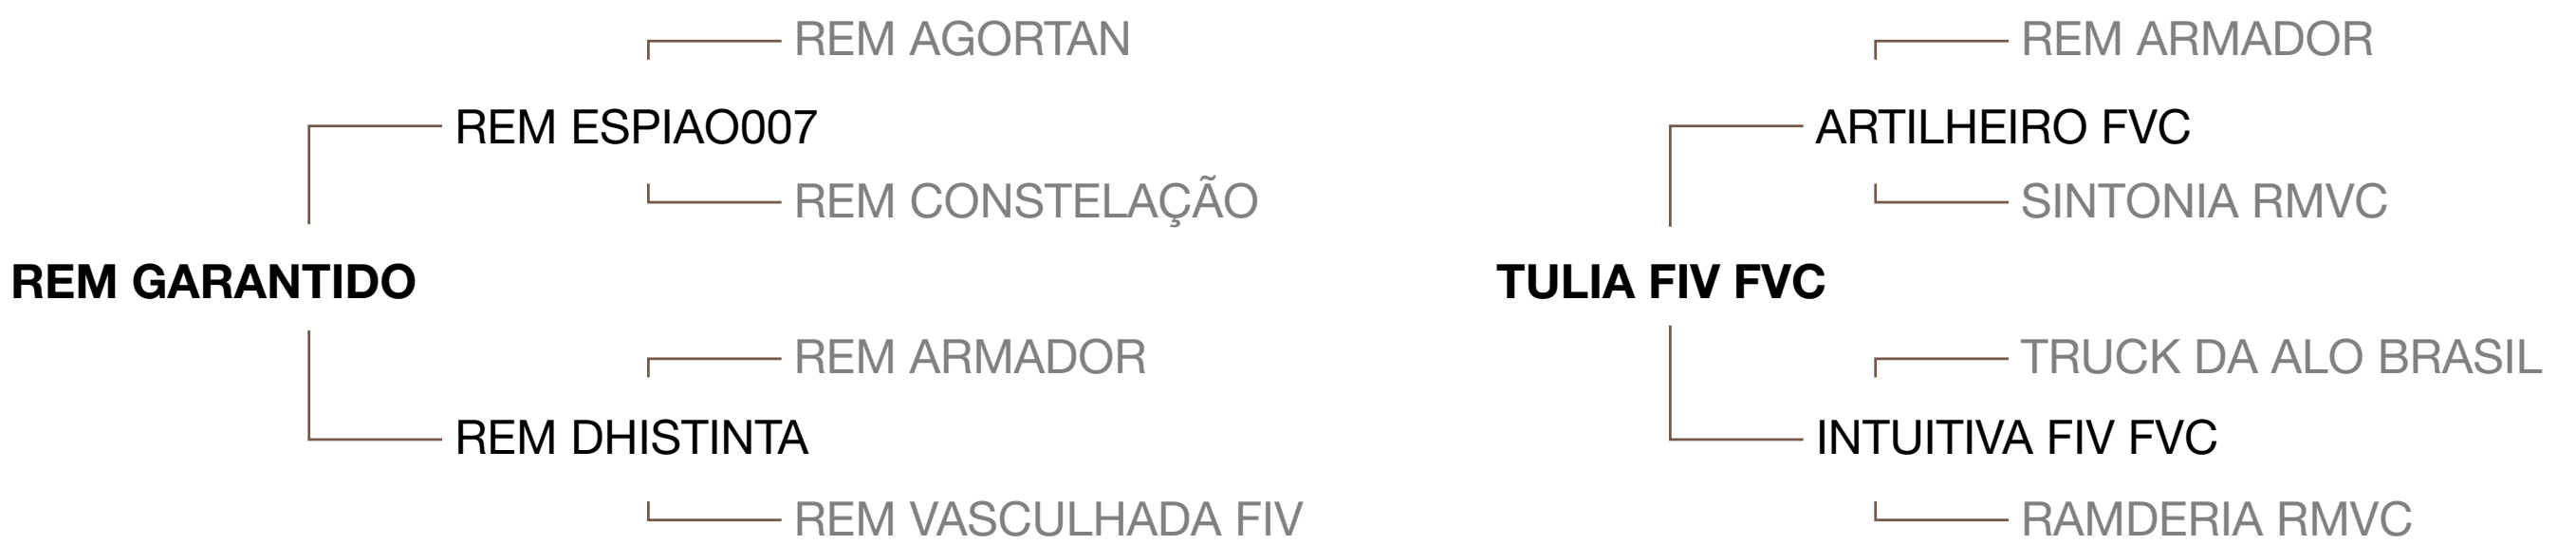 REM AGORTAN
REM ESPIAO007
REM CONSTELAÇÃO
REM GARANTIDO
REM ARMADOR
REM DHISTINTA
REM VASCULHADA FIV
REM ARMADOR
ARTILHEIRO FVC
SINTONIA RMVC
TULIA FIV FVC
TRUCK DA ALO BRASIL
INTUITIVA FIV FVC
RAMDERIA RMVC